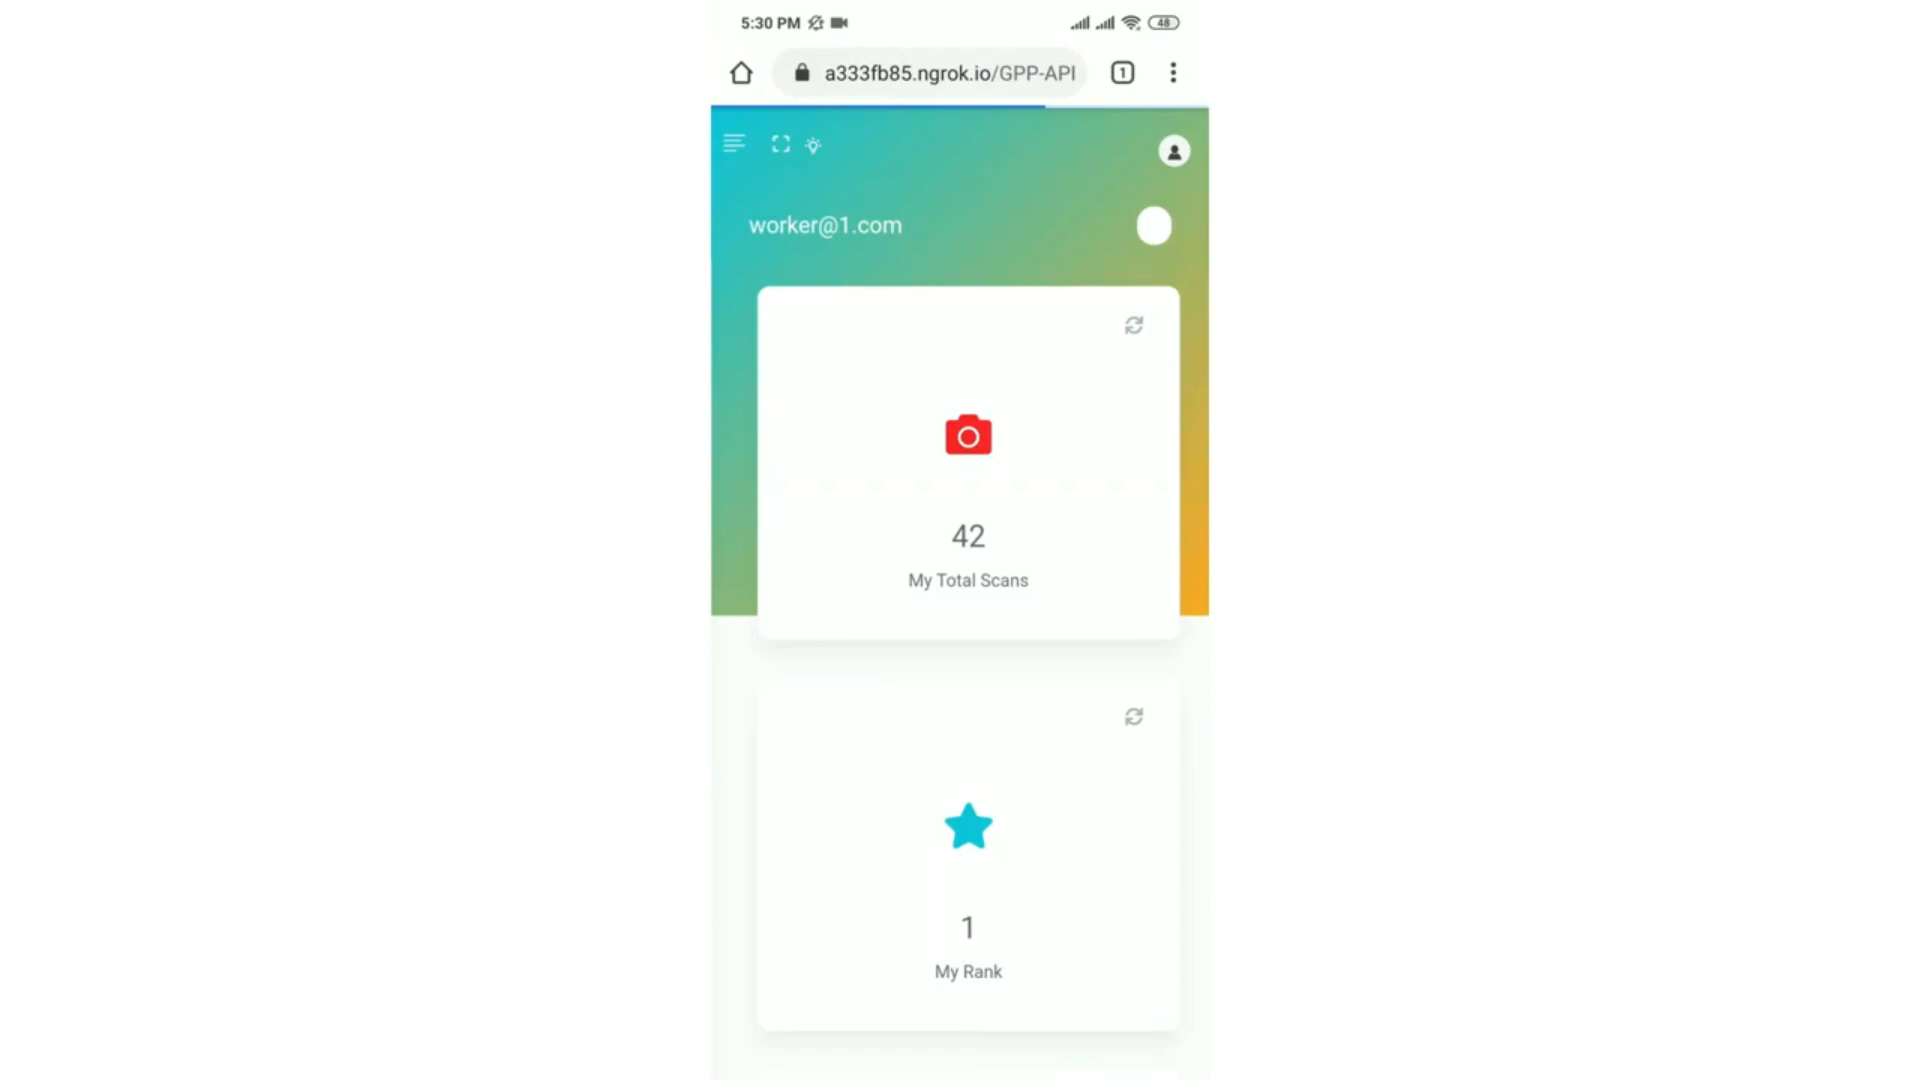 5:30 PM
48
a333fb85.ngrok.io/GPP-API
1
worker@1.com
42
My Total Scans
1
My Rank